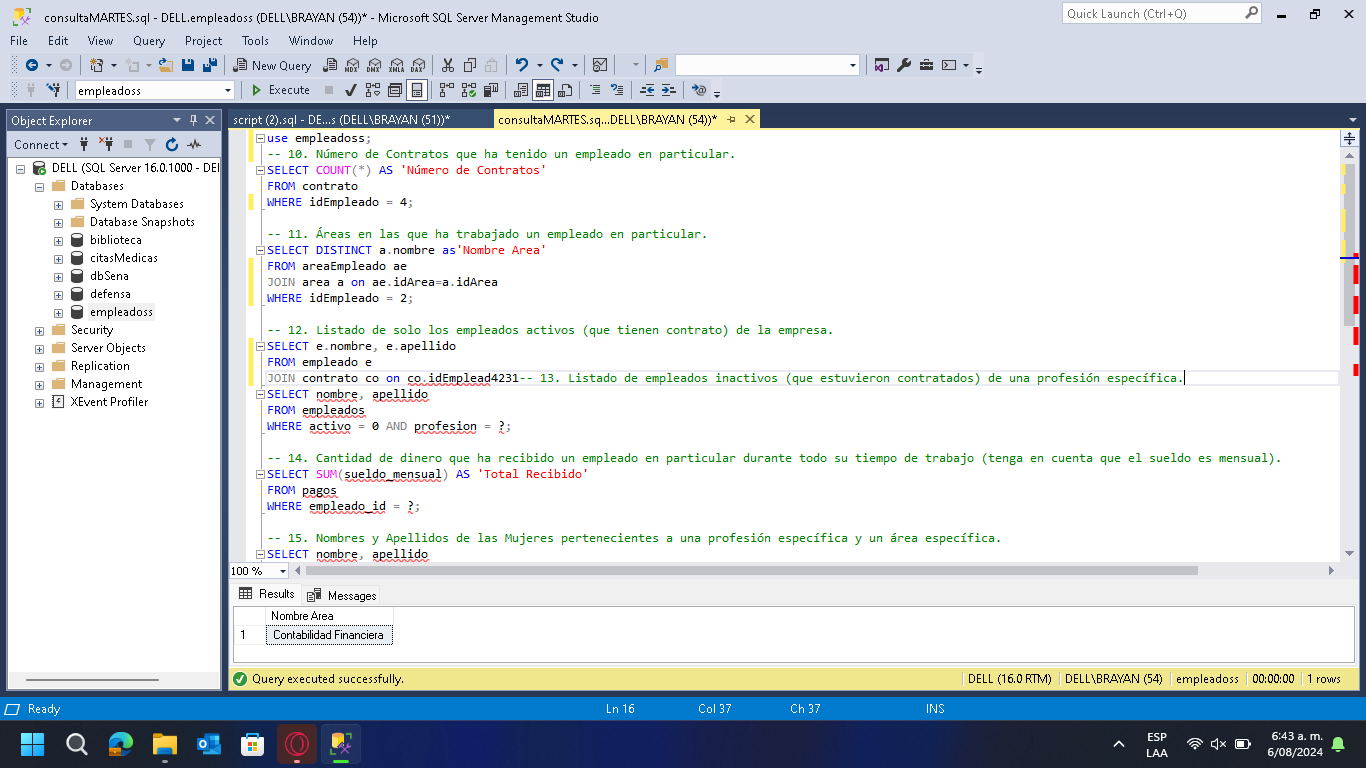 consultaMARTES.sql - DELL.empleadoss (DELL\BRAYAN (54))* - Microsoft SQL Server Management Studio
Quick Launch (Ctrl+Q)
File Edit View Query Project Tools Window Help
New Query MDX DMX XMLA DAX
empleadoss Execute
Object Explorer
script (2).sql - DE...s (DELL\BRAYAN (51))* consultaMARTES.sq...DELL\BRAYAN (54))*
Connect
DELL (SQL Server 16.0.1000 - DEL
Databases
System Databases
Database Snapshots
biblioteca
citasMedicas
dbSena
defensa
empleadoss
Security
Server Objects
Replication
Management
XEvent Profiler
use empleadoss;
-- 10. Número de Contratos que ha tenido un empleado en particular.
SELECT COUNT(*) AS 'Número de Contratos'
FROM contrato
WHERE idEmpleado = 4;
-- 11. Áreas en las que ha trabajado un empleado en particular.
SELECT DISTINCT a.nombre as'Nombre Area'
FROM areaEmpleado ae
JOIN area a on ae.idArea=a.idArea
WHERE idEmpleado = 2;
-- 12. Listado de solo los empleados activos (que tienen contrato) de la empresa.
SELECT e.nombre, e.apellido
FROM empleado e
JOIN contrato co on co.idEmplead4231-- 13. Listado de empleados inactivos (que estuvieron contratados) de una profesión específica.
SELECT nombre, apellido
FROM empleados
WHERE activo = 0 AND profesion = ?;
-- 14. Cantidad de dinero que ha recibido un empleado en particular durante todo su tiempo de trabajo (tenga en cuenta que el sueldo es mensual).
SELECT SUM(sueldo_mensual) AS 'Total Recibido'
FROM pagos
WHERE empleado_id = ?;
-- 15. Nombres y Apellidos de las Mujeres pertenecientes a una profesión específica y un área específica.
SELECT nombre, apellido
100 %
Results Messages
Nombre Area
1 Contabilidad Financiera
Query executed successfully. DELL (16.0 RTM) DELL\BRAYAN (54) empleadoss 00:00:00 1 rows
Ready Ln 16 Col 37 Ch 37 INS
ESP
LAA
6:43 a. m.
6/08/2024